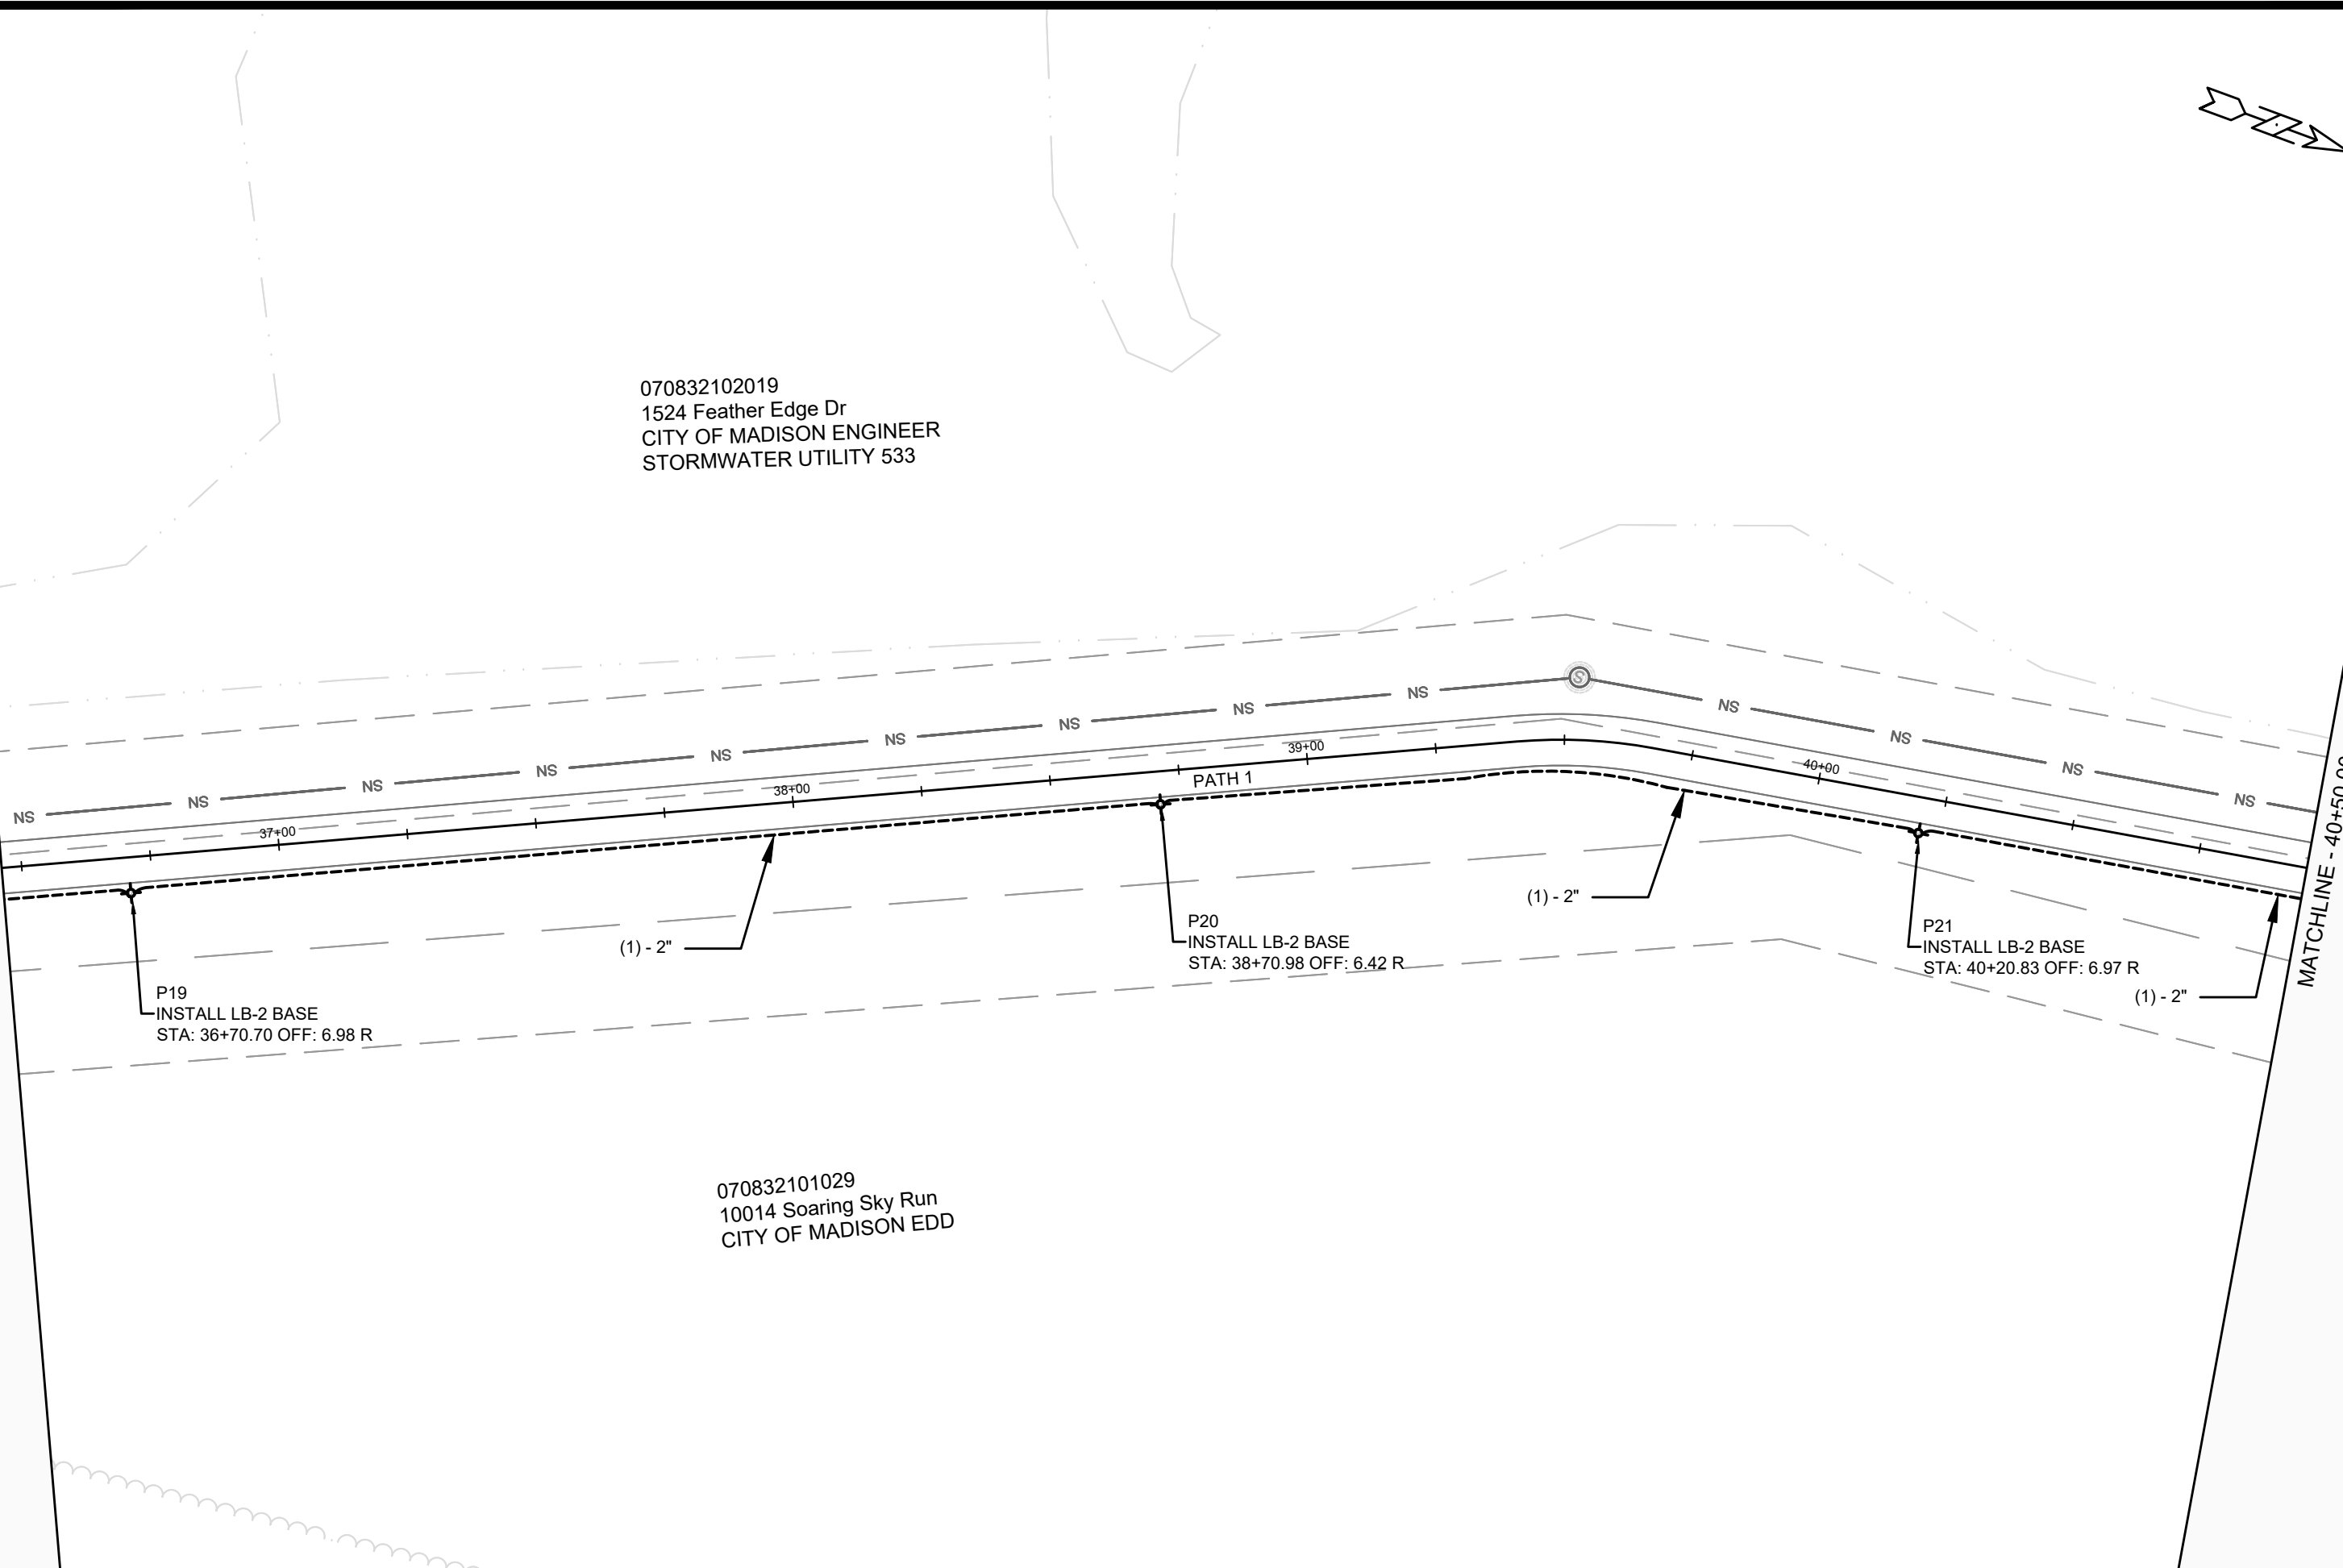 070832102019
1524 Feather Edge Dr
CITY OF MADISON ENGINEER
STORMWATER UTILITY 533
NS
NS
NS
NS
NS
NS
NS
NS
NS
S
NS
NS
NS
NS
37+00
38+00
39+00
40+00
PATH 1
MATCHLINE - 40+50.00
(1) - 2"
(1) - 2"
(1) - 2"
P19
INSTALL LB-2 BASE
STA: 36+70.70 OFF: 6.98 R
P20
INSTALL LB-2 BASE
STA: 38+70.98 OFF: 6.42 R
P21
INSTALL LB-2 BASE
STA: 40+20.83 OFF: 6.97 R
070832101029
10014 Soaring Sky Run
CITY OF MADISON EDD